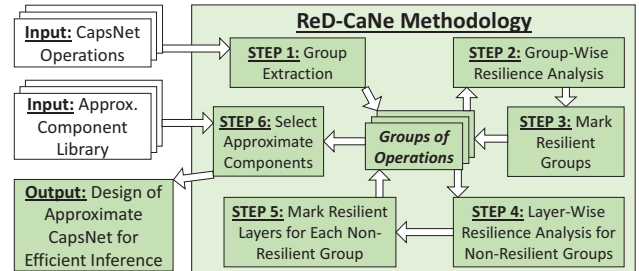 ReD-CaNe Methodology
Input: CapsNet
Operations
STEP 1: Group
Extraction
STEP 2: Group-Wise
Resilience Analysis
Input: Approx.
Component
Library
STEP 6: Select
Approximate
Components
Groups of
Operations
STEP 3: Mark
Resilient
Groups
Output: Design of
Approximate
CapsNet for
Efficient Inference
STEP 5: Mark Resilient
Layers for Each Non-
Resilient Group
STEP 4: Layer-Wise
Resilience Analysis for
Non-Resilient Groups